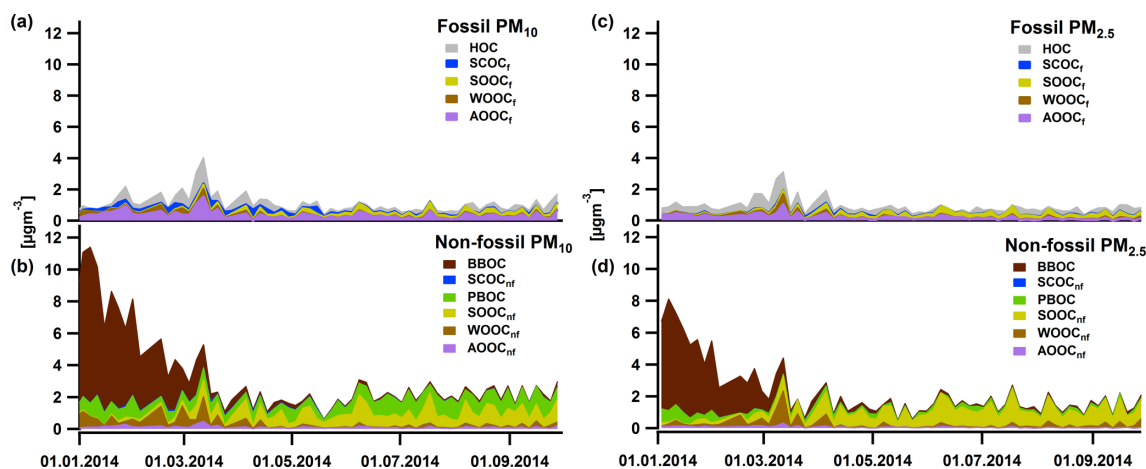 (a)
Fossil PM10
HOC
SCOCf
SOOCf
WOOCf
AOOCf
12
10
8
6
4
2
0
(c)
Fossil PM2.5
HOC
SCOCf
SOOCf
WOOCf
AOOCf
12
10
8
6
4
2
0
[µgm-3]
[µgm-3]
(b)
Non-fossil PM10
BBOC
SCOCnf
PBOC
SOOCnf
WOOCnf
AOOCnf
12
10
8
6
4
2
0
01.01.2014 01.03.2014 01.05.2014 01.07.2014 01.09.2014
(d)
Non-fossil PM2.5
BBOC
SCOCnf
PBOC
SOOCnf
WOOCnf
AOOCnf
12
10
8
6
4
2
0
01.01.2014 01.03.2014 01.05.2014 01.07.2014 01.09.2014